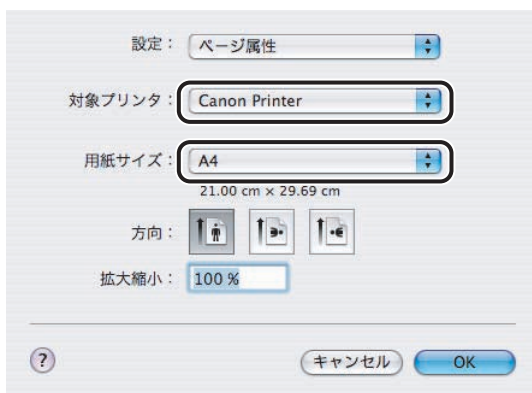 設定： ページ属性
対象プリンタ： Canon Printer
用紙サイズ： A4
21.00 cm × 29.69 cm
方向：
拡大縮小： 100 %
? キャンセル OK